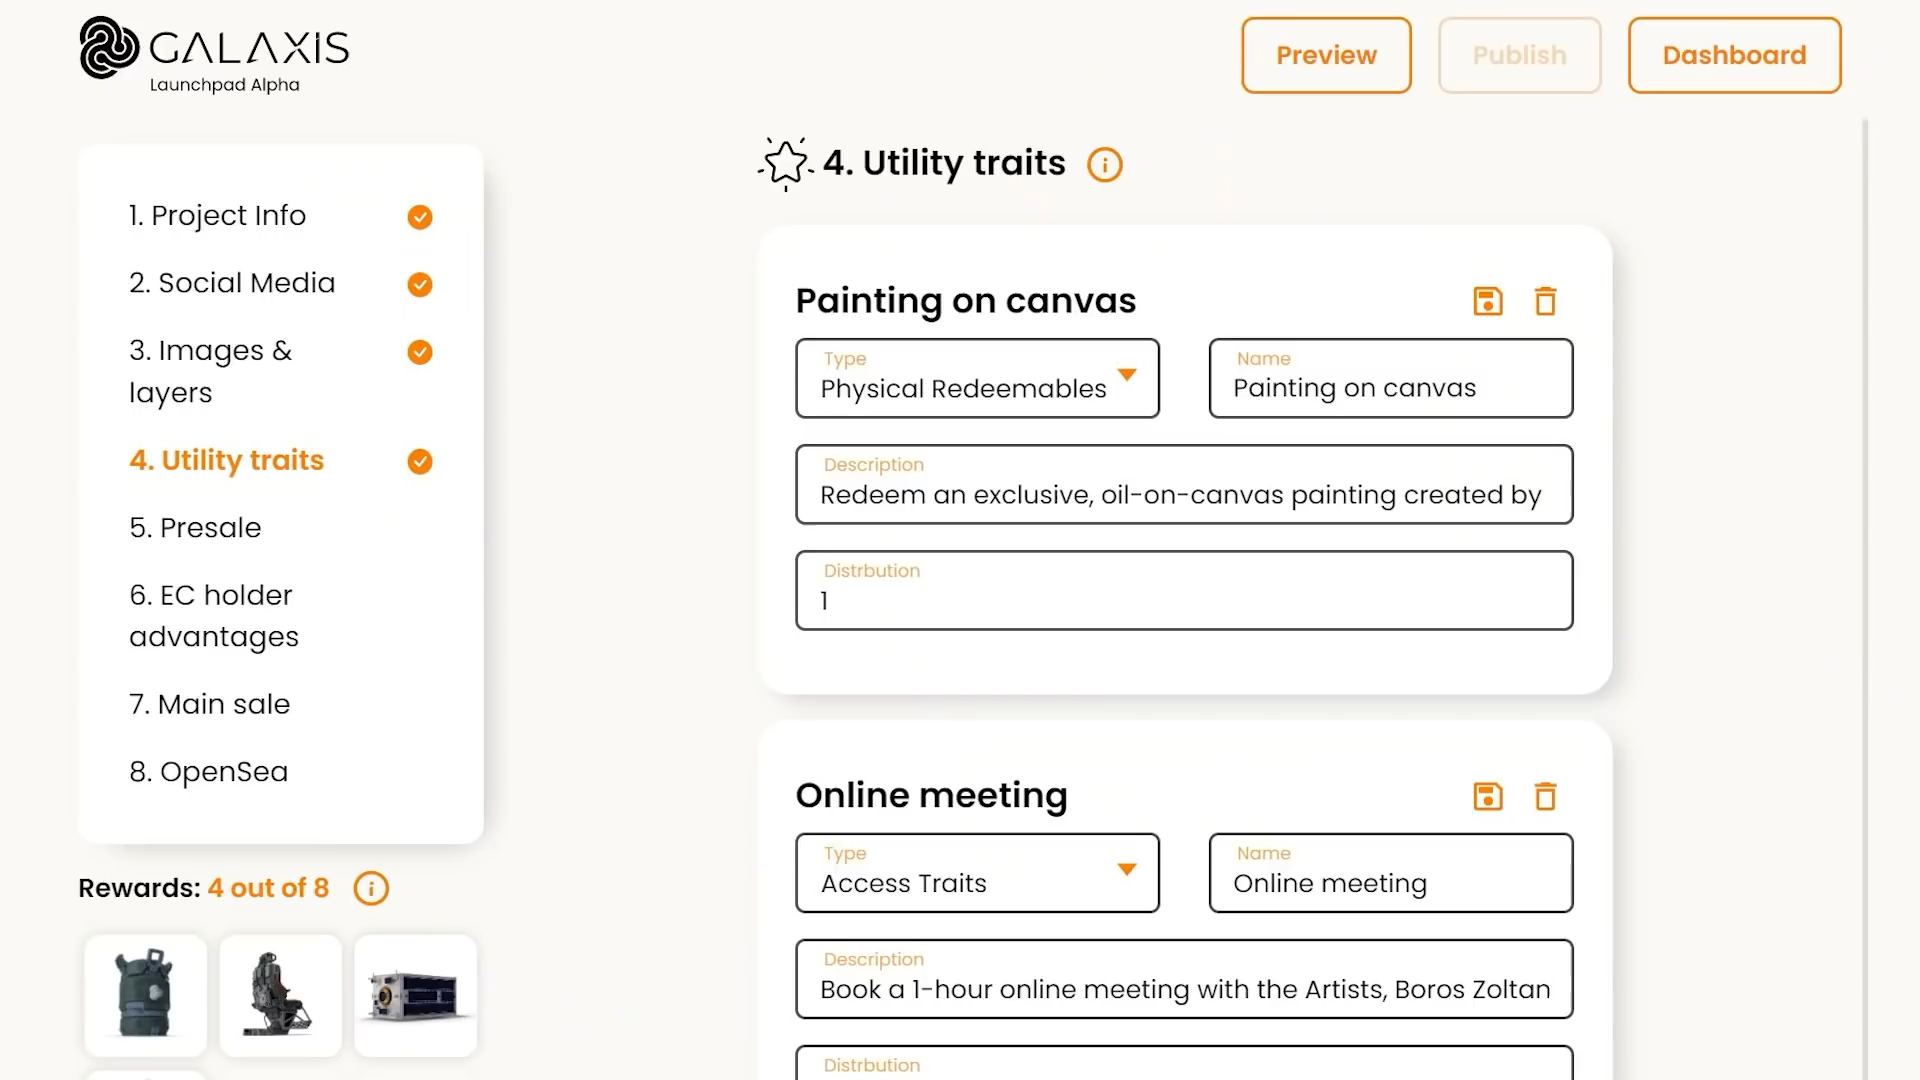 GALAXIS
Launchpad Alpha
Preview
Publish
Dashboard
1. Project Info
2. Social Media
3. Images &
layers
4. Utility traits
5. Presale
6. EC holder
advantages
7. Main sale
8. OpenSea
Rewards: 4 out of 8
4. Utility traits
Painting on canvas
Type
Physical Redeemables
Name
Painting on canvas
Description
Redeem an exclusive, oil-on-canvas painting created by
Distrbution
1
Online meeting
Type
Access Traits
Name
Online meeting
Description
Book a 1-hour online meeting with the Artists, Boros Zoltan
Distrbution